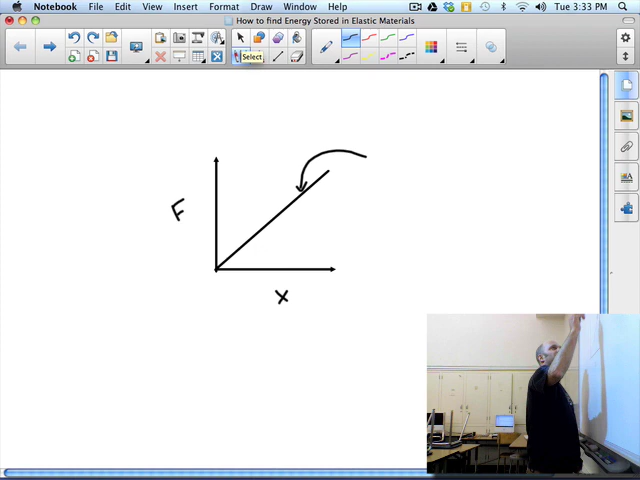 Notebook File Edit View Insert Format Draw Window Help Tue 3:33 PM
How to find Energy Stored in Elastic Materials
Select
F
x